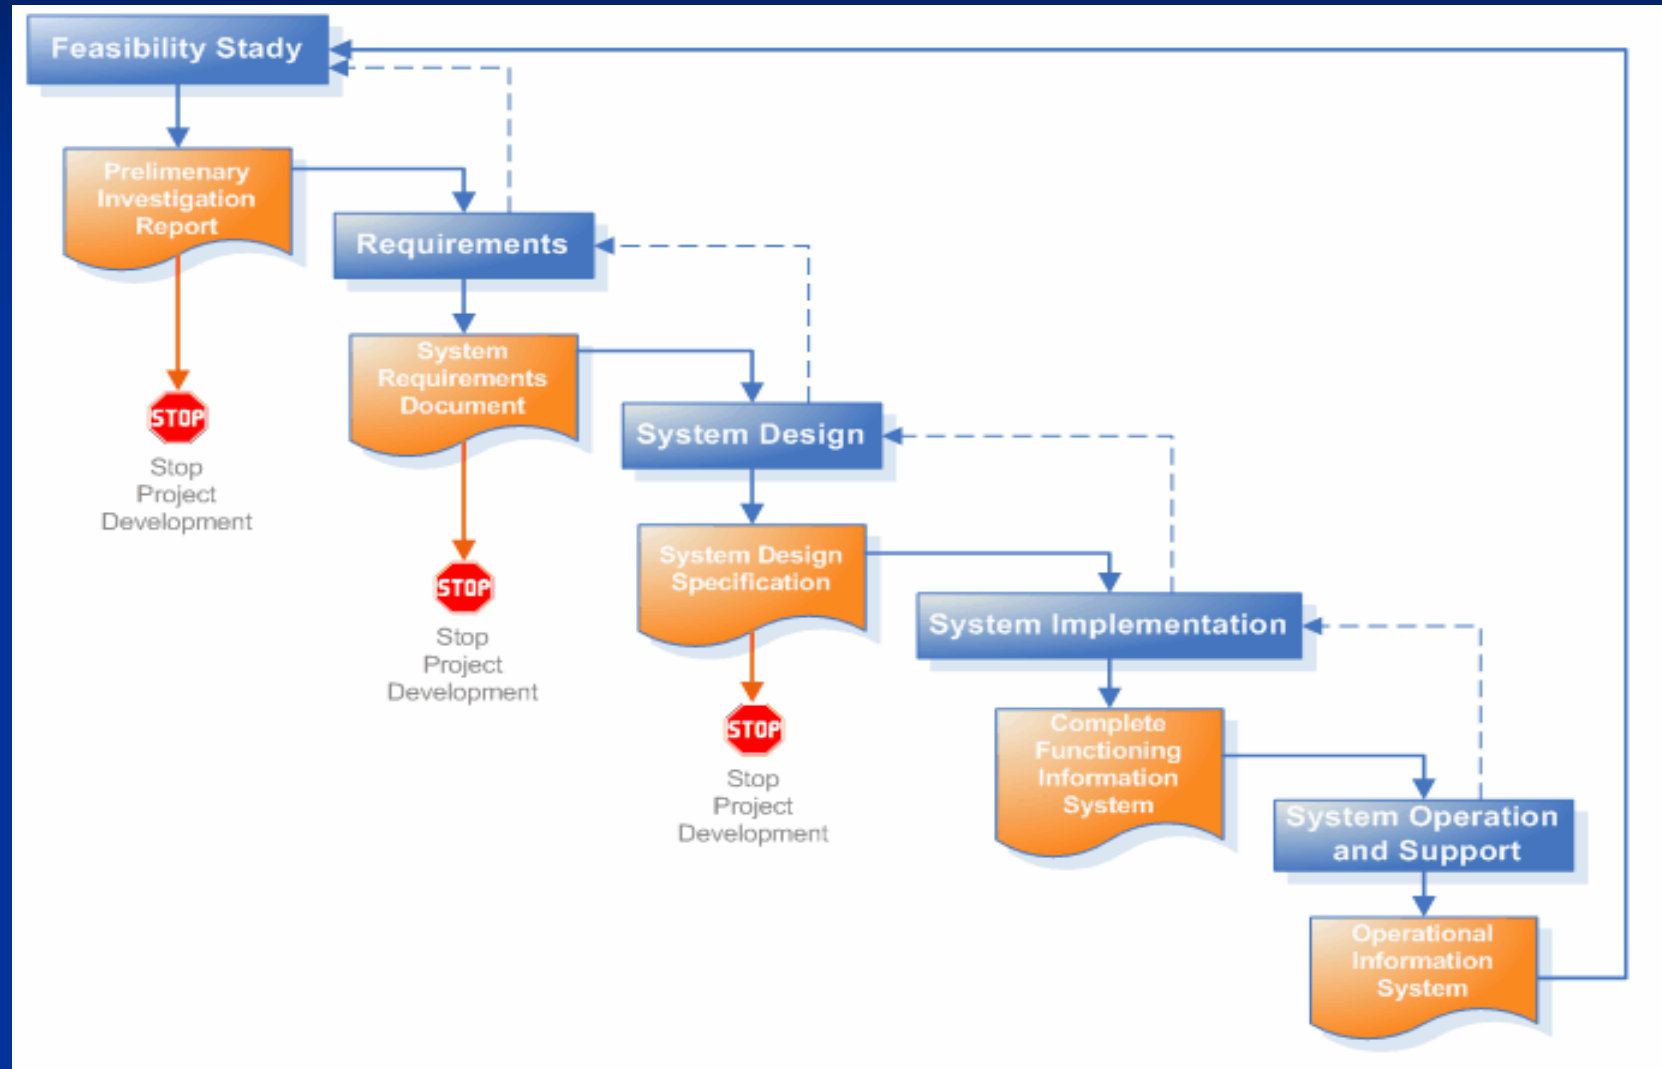 Feasibility Stady
Prelimenary
Investigation
Report
STOP
Stop
Project
Development
Requirements
System
Requirements
Document
STOP
Stop
Project
Development
System Design
System Design
Specification
STOP
Stop
Project
Development
System Implementation
Complete
Functioning
Information
System
System Operation
and Support
Operational
Information
System